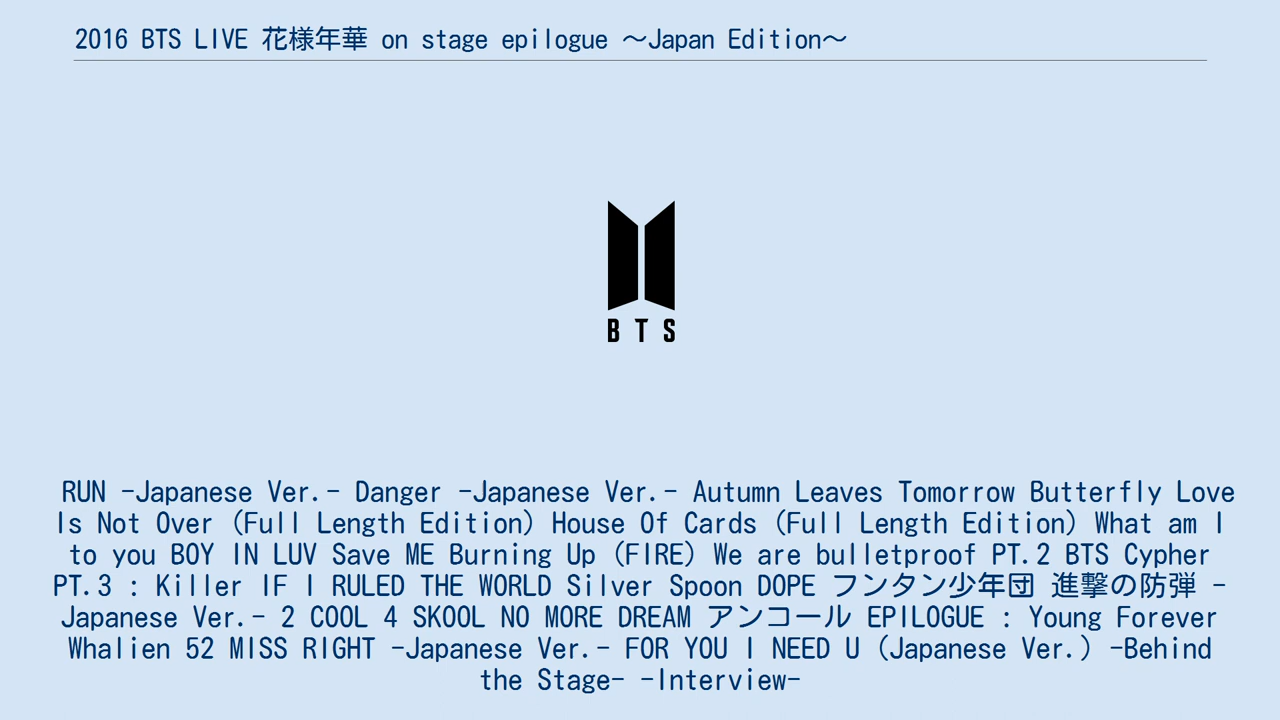 2016 BTS LIVE 花様年華 on stage epilogue ～Japan Edition～
BTS
RUN -Japanese Ver.- Danger -Japanese Ver.- Autumn Leaves Tomorrow Butterfly Love
Is Not Over (Full Length Edition) House Of Cards (Full Length Edition) What am I
to you BOY IN LUV Save ME Burning Up (FIRE) We are bulletproof PT.2 BTS Cypher
PT.3 : Killer IF I RULED THE WORLD Silver Spoon DOPE フンタン少年団 進撃の防弾 -
Japanese Ver.- 2 COOL 4 SKOOL NO MORE DREAM アンコール EPILOGUE : Young Forever
Whalien 52 MISS RIGHT -Japanese Ver.- FOR YOU I NEED U (Japanese Ver.) -Behind
the Stage- -Interview-